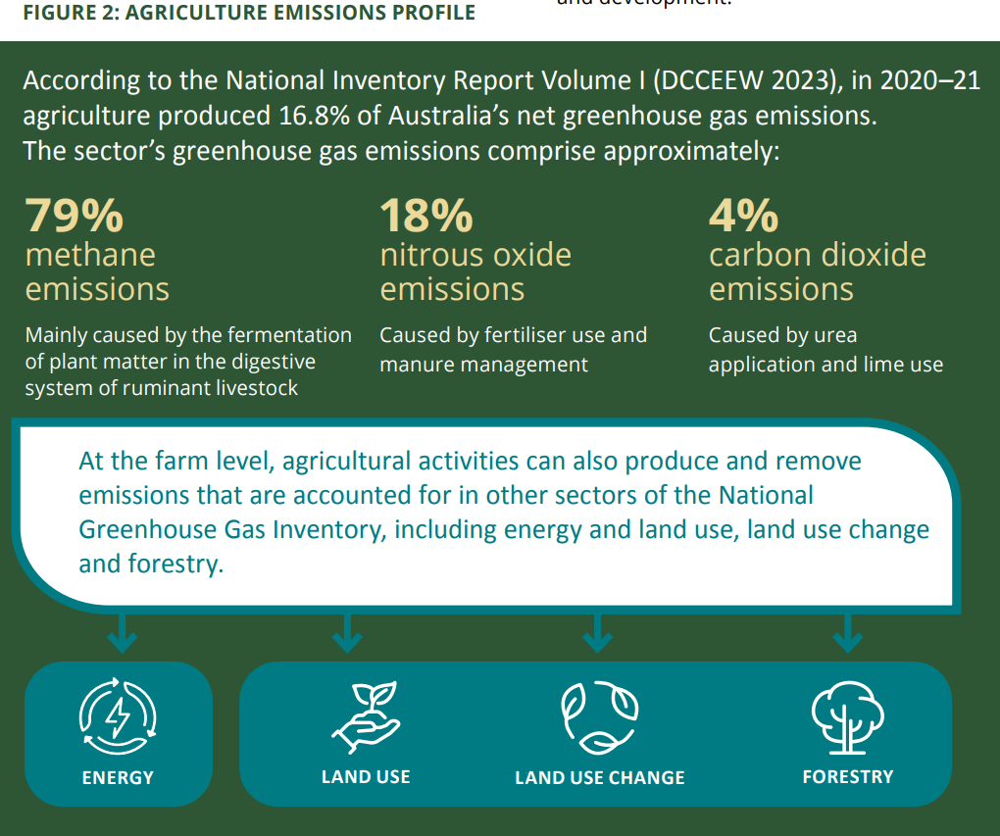 and development.
FIGURE 2: AGRICULTURE EMISSIONS PROFILE
According to the National Inventory Report Volume I (DCCEEW 2023), in 2020–21
agriculture produced 16.8% of Australia’s net greenhouse gas emissions.
The sector’s greenhouse gas emissions comprise approximately:
79%
methane
emissions
Mainly caused by the fermentation
of plant matter in the digestive
system of ruminant livestock
18%
nitrous oxide
emissions
Caused by fertiliser use and
manure management
4%
carbon dioxide
emissions
Caused by urea
application and lime use
At the farm level, agricultural activities can also produce and remove
emissions that are accounted for in other sectors of the National
Greenhouse Gas Inventory, including energy and land use, land use change
and forestry.
ENERGY
LAND USE
LAND USE CHANGE
FORESTRY